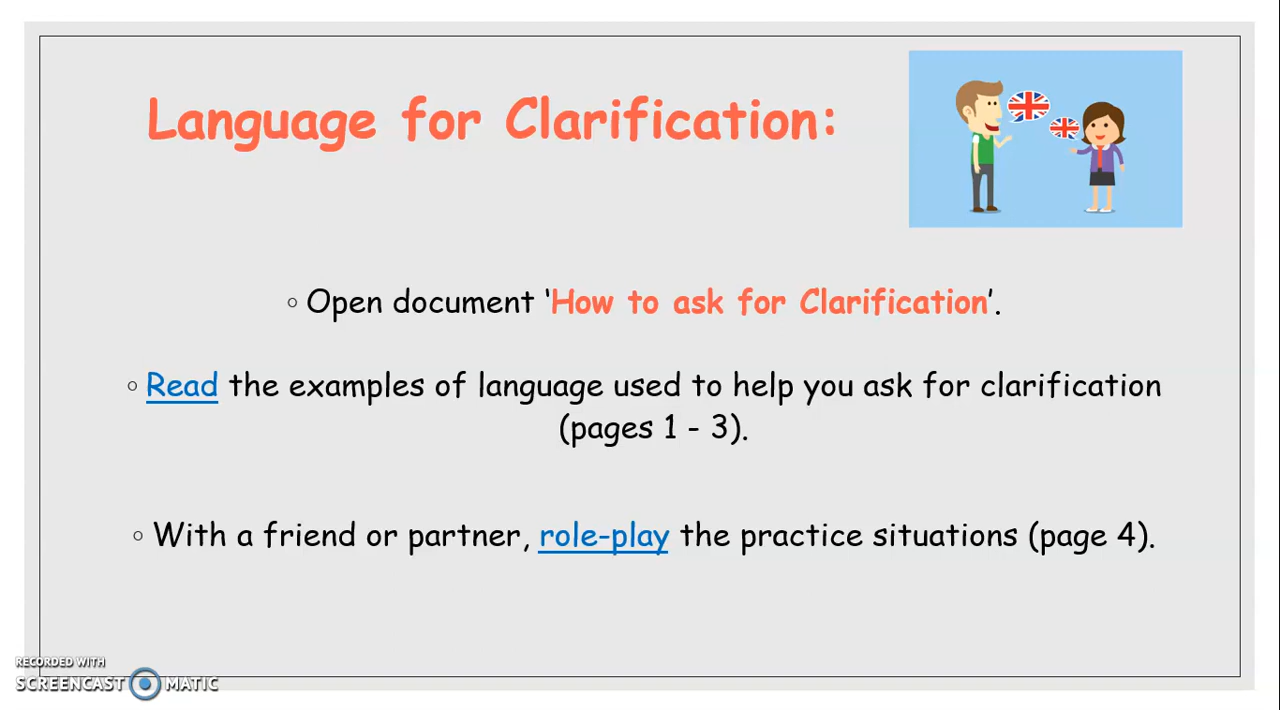 Language for Clarification:
◦ Open document ‘How to ask for Clarification’.
◦ Read the examples of language used to help you ask for clarification
(pages 1 - 3).
◦ With a friend or partner, role-play the practice situations (page 4).
RECORDED WITH
SCREENCAST MATIC